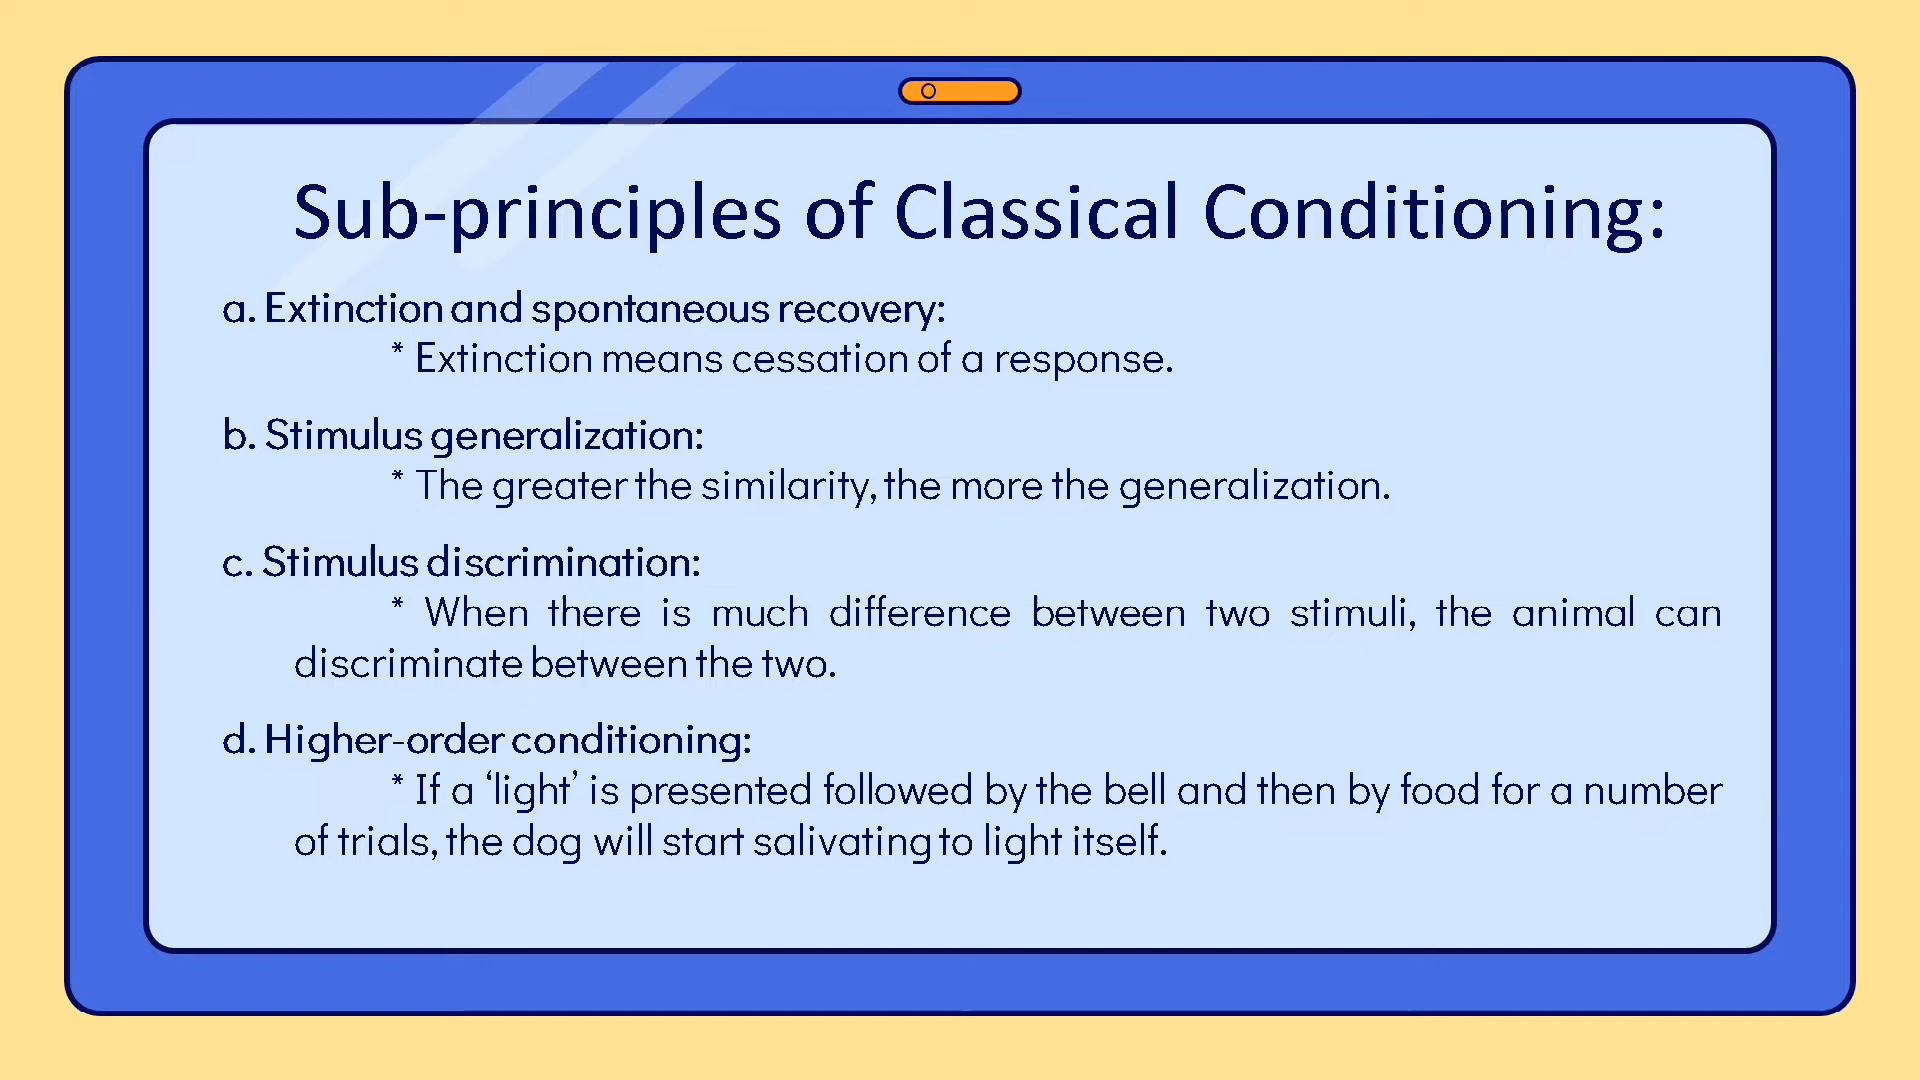 Sub-principles of Classical Conditioning:
a. Extinction and spontaneous recovery:
* Extinction means cessation of a response.
b. Stimulus generalization:
* The greater the similarity, the more the generalization.
c. Stimulus discrimination:
* When there is much difference between two stimuli, the animal can
discriminate between the two.
d. Higher-order conditioning:
* If a ‘light’ is presented followed by the bell and then by food for a number
of trials, the dog will start salivating to light itself.